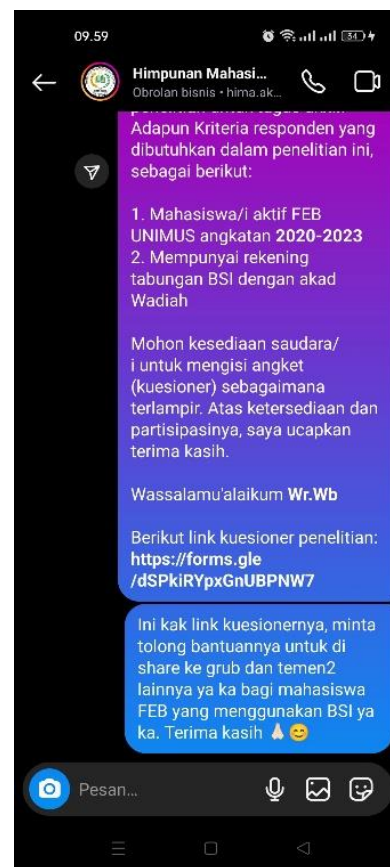 09.59
54
Himpunan Mahasi...
Obrolan bisnis • hima.ak...
penelitian untuk tugas
Adapun Kriteria responden yang
dibutuhkan dalam penelitian ini,
sebagai berikut:
1. Mahasiswa/i aktif FEB
UNIMUS angkatan 2020-2023
2. Mempunyai rekening
tabungan BSI dengan akad
Wadiah
Mohon kesediaan saudara/
i untuk mengisi angket
(kuesioner) sebagaimana
terlampir. Atas ketersediaan dan
partisipasinya, saya ucapkan
terima kasih.
Wassalamu'alaikum Wr.Wb
Berikut link kuesioner penelitian:
https://forms.gle
/dSPkiRYpxGnUBPNW7
Ini kak link kuesionernya, minta
tolong bantuannya untuk di
share ke grub dan temen2
lainnya ya ka bagi mahasiswa
FEB yang menggunakan BSI ya
ka. Terima kasih 🙏🏻😊
Pesan...